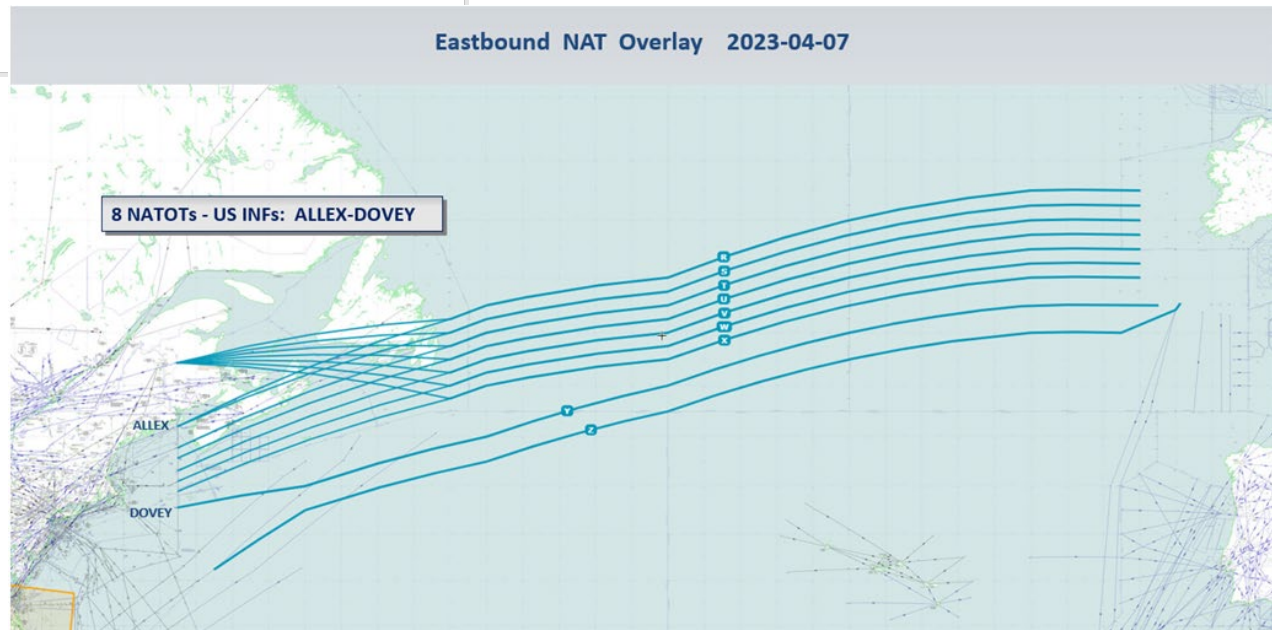 Eastbound NAT Overlay 2023-04-07
8 NATOTs - US INFs: ALLEX-DOVEY
R
S
T
U
V
W
X
Y
Z
ALLEX
DOVEY